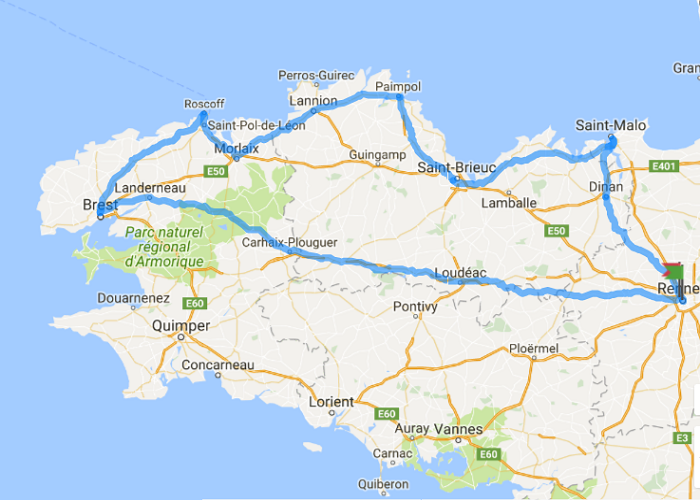 Gran
Perros-Guirec
Paimpol
Lannion
Roscoff
Saint-Pol-de-Léon
Saint-Malo
Morlaix
Guingamp
E50
Saint-Brieuc
E401
Landerneau
Dinan
Brest
Lamballe
E50
Parc naturel
régional
d'Armorique
Carhaix-Plouguer
Loudéac
Renne
Douarnenez
E60
Pontivy
Quimper
Ploërmel
Concarneau
Lorient
E60
Auray
Vannes
E3
Carnac
E60
Quiberon